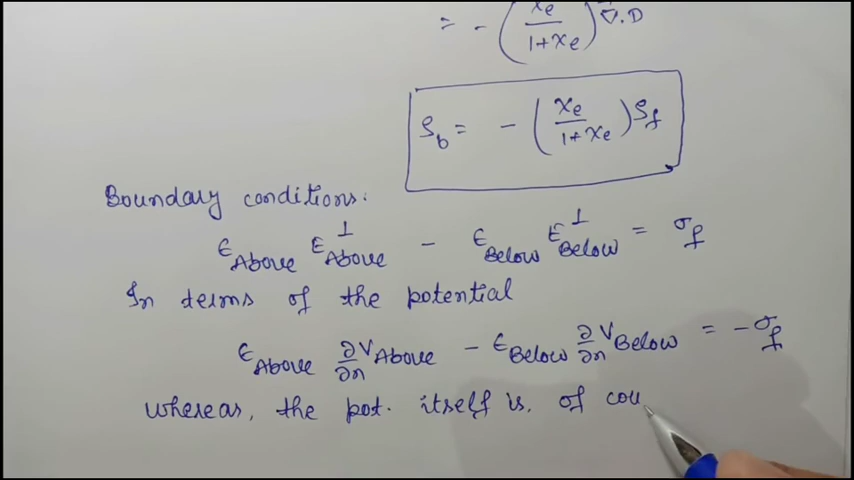 = - (χe / 1+χe) ∇.D
ρb = - (χe / 1+χe) ρf
Boundary conditions:
ϵAbove E⊥Above - ϵBelow E⊥Below = σf
In terms of the potential
ϵAbove ∂VAbove/∂n - ϵBelow ∂VBelow/∂n = -σf
whereas, the pot. itself is. of cou